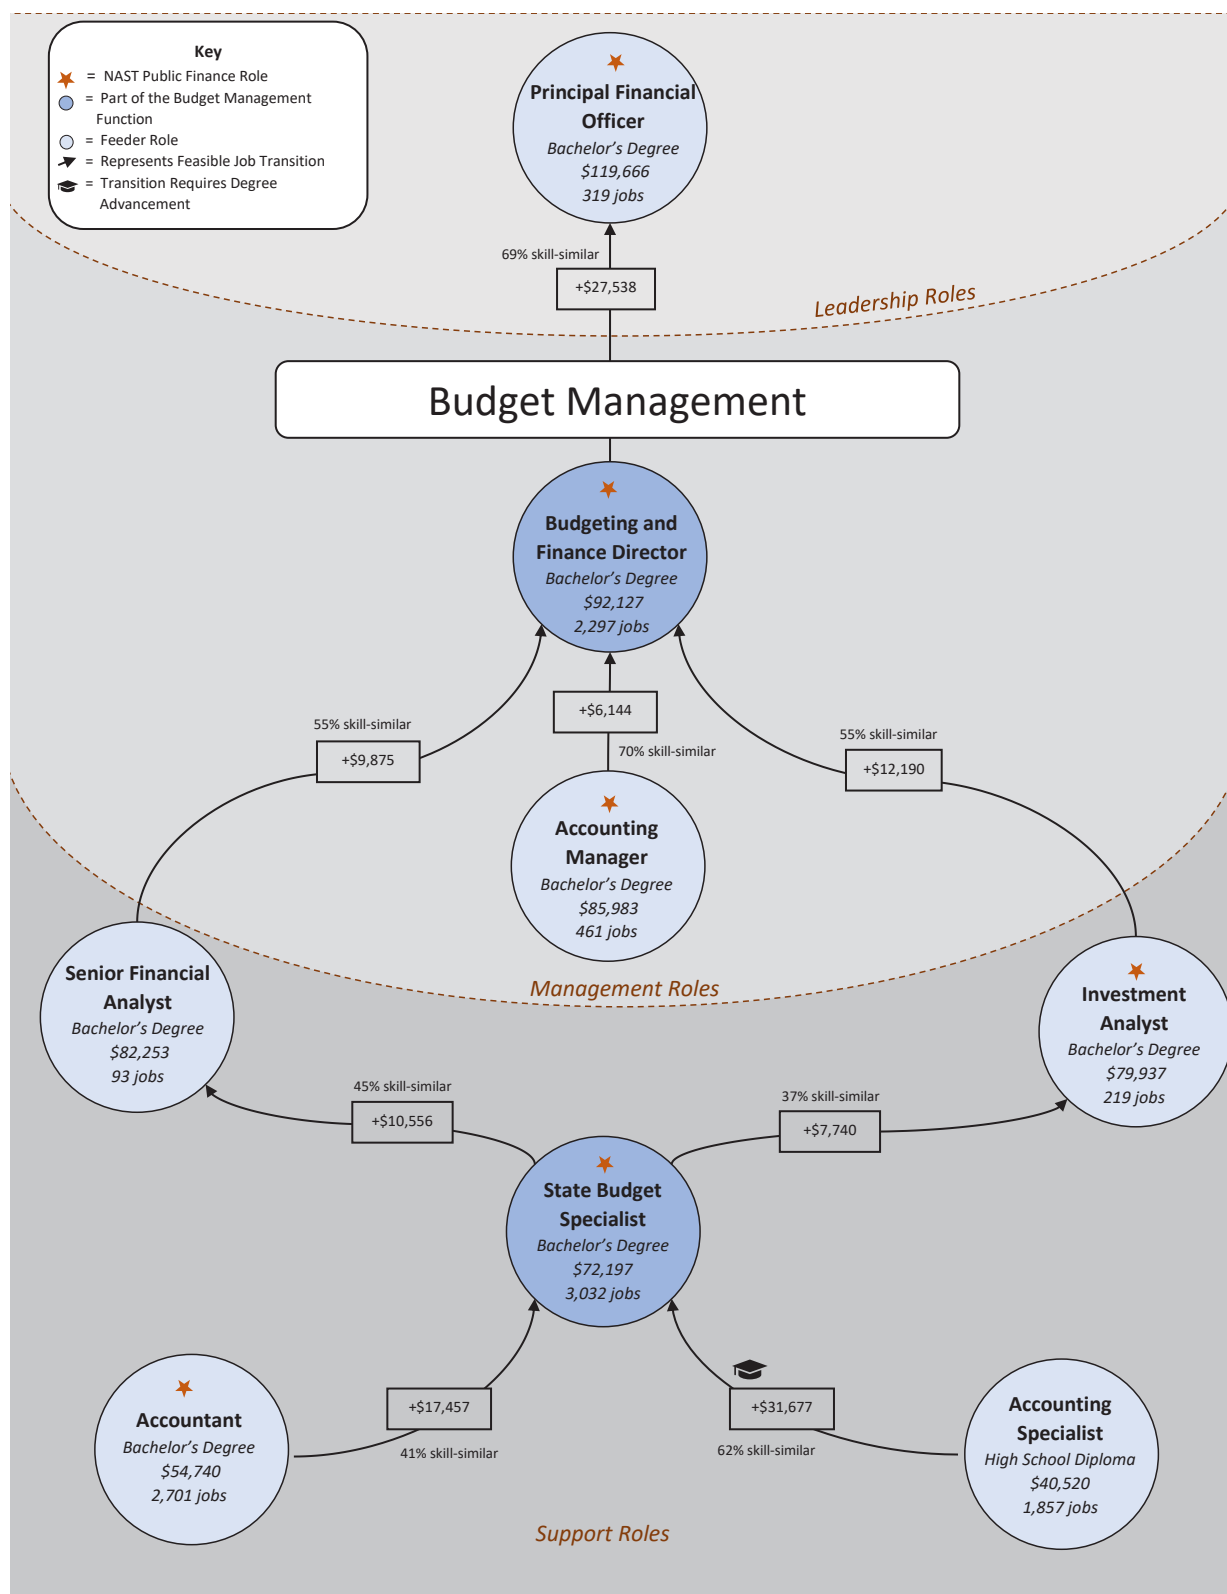 Key
= NAST Public Finance Role
= Part of the Budget Management
Function
= Feeder Role
= Represents Feasible Job Transition
= Transition Requires Degree
Advancement
Principal Financial
Officer
Bachelor's Degree
$119,666
319 jobs
69% skill-similar
+$27,538
Leadership Roles
Budget Management
Budgeting and
Finance Director
Bachelor's Degree
$92,127
2,297 jobs
55% skill-similar
+$9,875
+$6,144
70% skill-similar
55% skill-similar
+$12,190
Accounting
Manager
Bachelor's Degree
$85,983
461 jobs
Management Roles
Senior Financial
Analyst
Bachelor's Degree
$82,253
93 jobs
Investment
Analyst
Bachelor's Degree
$79,937
219 jobs
45% skill-similar
+$10,556
37% skill-similar
+$7,740
State Budget
Specialist
Bachelor's Degree
$72,197
3,032 jobs
Accountant
Bachelor's Degree
$54,740
2,701 jobs
+$17,457
41% skill-similar
+$31,677
62% skill-similar
Accounting
Specialist
High School Diploma
$40,520
1,857 jobs
Support Roles